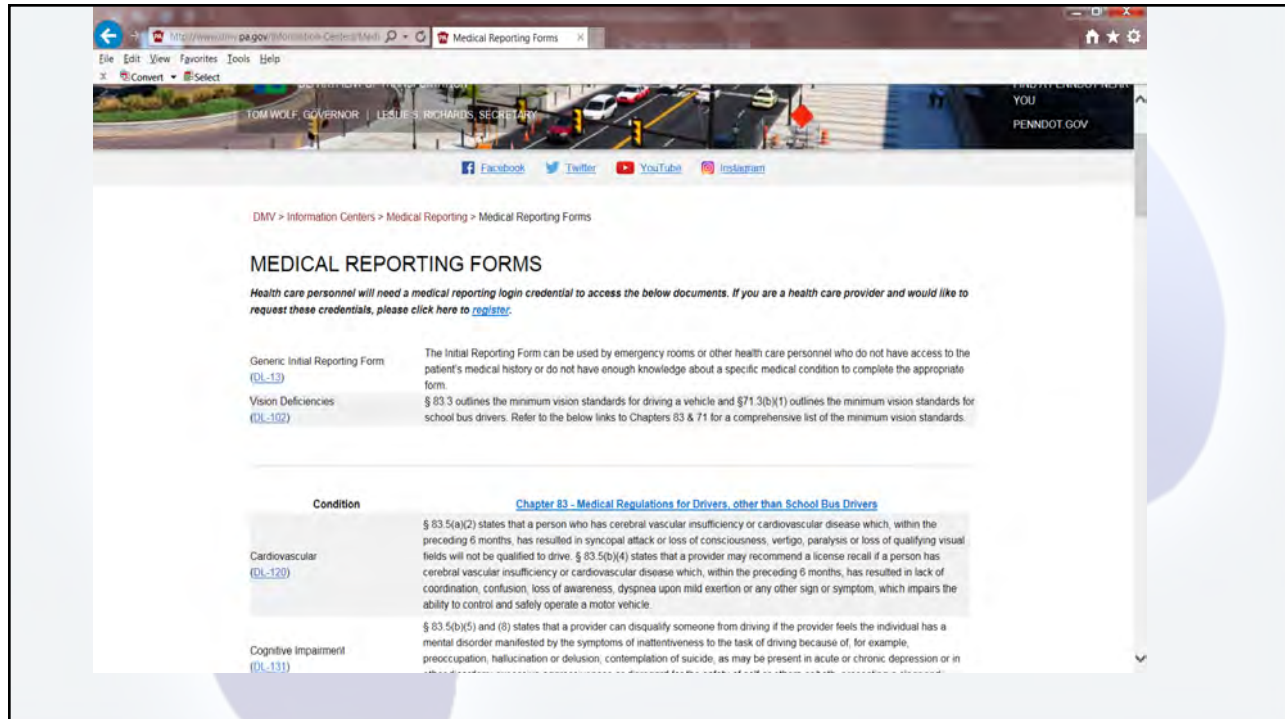 http://www.dmv.pa.gov/Information-Centers/Medi
Medical Reporting Forms
File Edit View Favorites Tools Help
x Convert Select
TOM WOLF, GOVERNOR | LESLIE S. RICHARDS, SECRETARY
YOU
PENNDOT.GOV
Facebook Twitter YouTube Instagram
DMV > Information Centers > Medical Reporting > Medical Reporting Forms
MEDICAL REPORTING FORMS
Health care personnel will need a medical reporting login credential to access the below documents. If you are a health care provider and would like to
request these credentials, please click here to register.
Generic Initial Reporting Form
(DL-13)
The Initial Reporting Form can be used by emergency rooms or other health care personnel who do not have access to the
patient's medical history or do not have enough knowledge about a specific medical condition to complete the appropriate
form.
Vision Deficiencies
(DL-102)
§ 83.3 outlines the minimum vision standards for driving a vehicle and §71.3(b)(1) outlines the minimum vision standards for
school bus drivers. Refer to the below links to Chapters 83 & 71 for a comprehensive list of the minimum vision standards.
Condition
Chapter 83 - Medical Regulations for Drivers, other than School Bus Drivers
Cardiovascular
(DL-120)
§ 83.5(a)(2) states that a person who has cerebral vascular insufficiency or cardiovascular disease which, within the
preceding 6 months, has resulted in syncopal attack or loss of consciousness, vertigo, paralysis or loss of qualifying visual
fields will not be qualified to drive. § 83.5(b)(4) states that a provider may recommend a license recall if a person has
cerebral vascular insufficiency or cardiovascular disease which, within the preceding 6 months, has resulted in lack of
coordination, confusion, loss of awareness, dyspnea upon mild exertion or any other sign or symptom, which impairs the
ability to control and safely operate a motor vehicle.
Cognitive Impairment
(DL-131)
§ 83.5(b)(5) and (8) states that a provider can disqualify someone from driving if the provider feels the individual has a
mental disorder manifested by the symptoms of inattentiveness to the task of driving because of, for example,
preoccupation, hallucination or delusion, contemplation of suicide, as may be present in acute or chronic depression or in